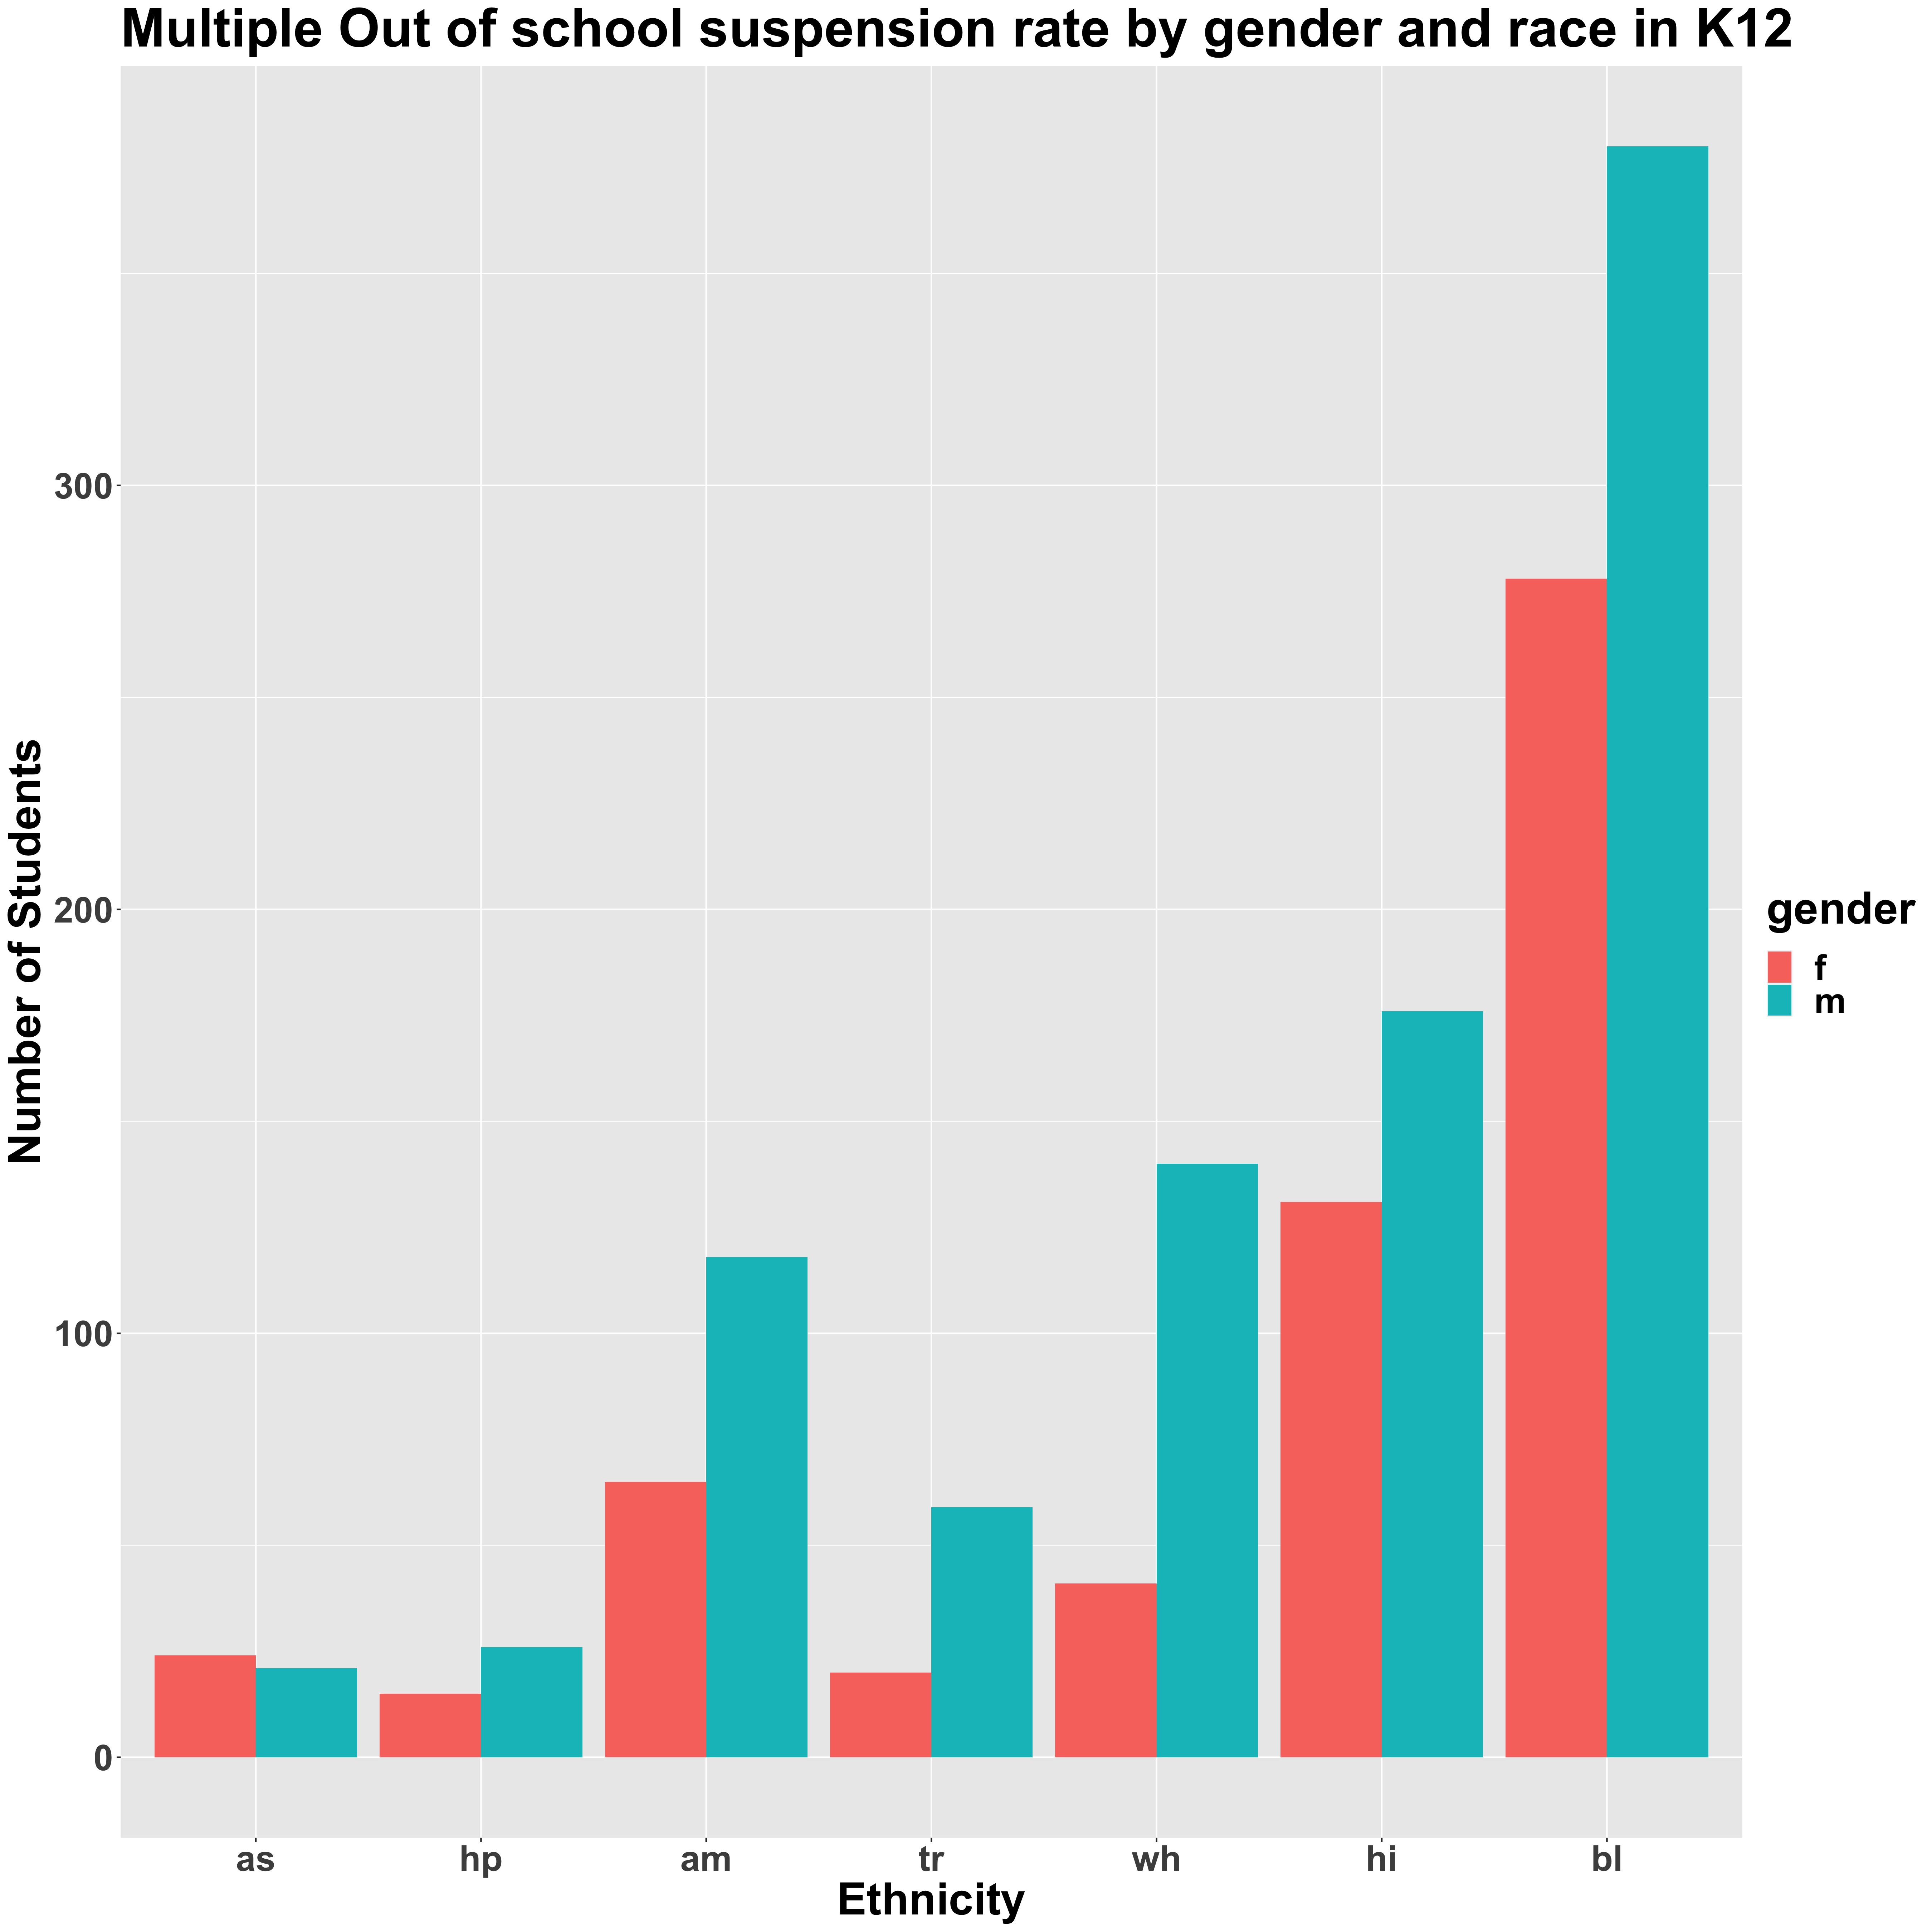 Multiple Out of school suspension rate by gender and race in K12
Number of Students
300
200
100
0
as hp am tr wh hi bl
Ethnicity
gender
f
m